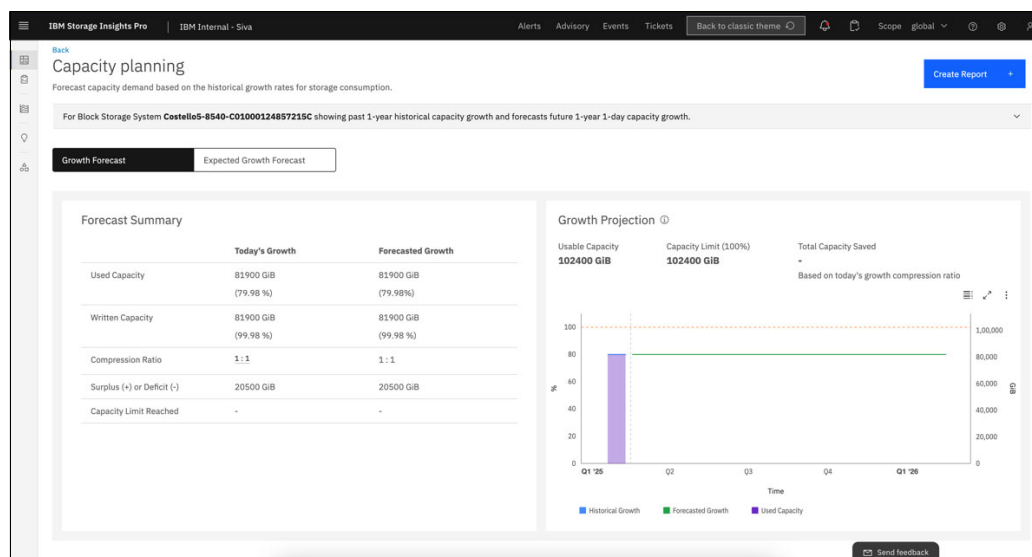 IBM Storage Insights Pro IBM Internal - Siva Alerts Advisory Events Tickets Back to classic theme Scope global
Back
Capacity planning
Create Report +
Forecast capacity demand based on the historical growth rates for storage consumption.
For Block Storage System Costello5-8540-C01000124857215C showing past 1-year historical capacity growth and forecasts future 1-year 1-day capacity growth.
Growth Forecast Expected Growth Forecast
Forecast Summary
Today's Growth Forecasted Growth
Used Capacity 81900 GiB 81900 GiB
(79.98 %) (79.98%)
Written Capacity 81900 GiB 81900 GiB
(99.98 %) (99.98 %)
Compression Ratio 1:1 1:1
Surplus (+) or Deficit (-) 20500 GiB 20500 GiB
Capacity Limit Reached - -
Growth Projection
Usable Capacity Capacity Limit (100%) Total Capacity Saved
102400 GiB 102400 GiB -
Based on today's growth compression ratio
100 1,00,000
80 80,000
60 60,000
% GiB
40 40,000
20 20,000
0 0
Q1 '25 Q2 Q3 Q4 Q1 '26
Time
Historical Growth Forecasted Growth Used Capacity
Send feedback